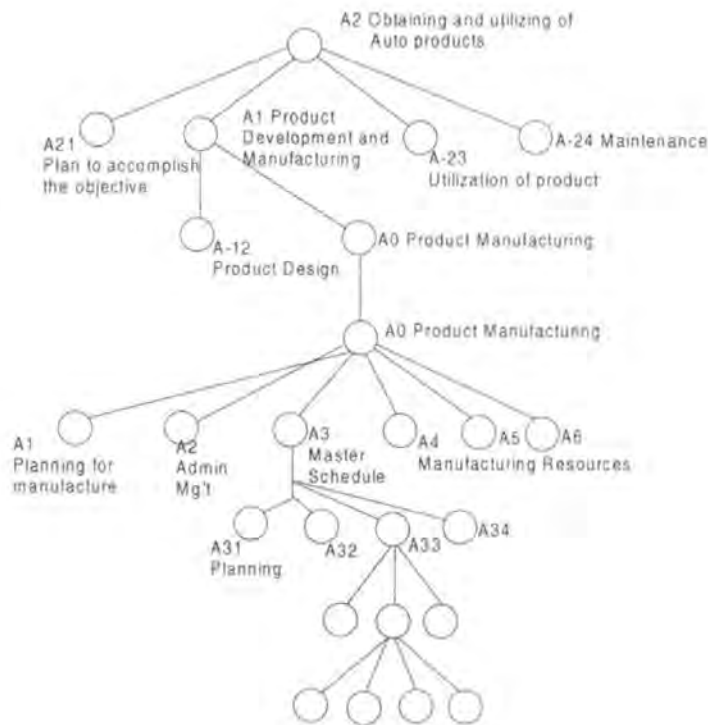 A2 Obtaining and utilizing of
Auto products
A21
Plan to accomplish
the objective
A1 Product
Development and
Manufacturing
A-23
Utilization of product
A-24 Maintenance
A-12
Product Design
A0 Product Manufacturing
A0 Product Manufacturing
A1
Planning for
manufacture
A2
Admin
Mg't
A3
Master
Schedule
A4
Manufacturing Resources
A5
A6
A31
Planning
A32
A33
A34